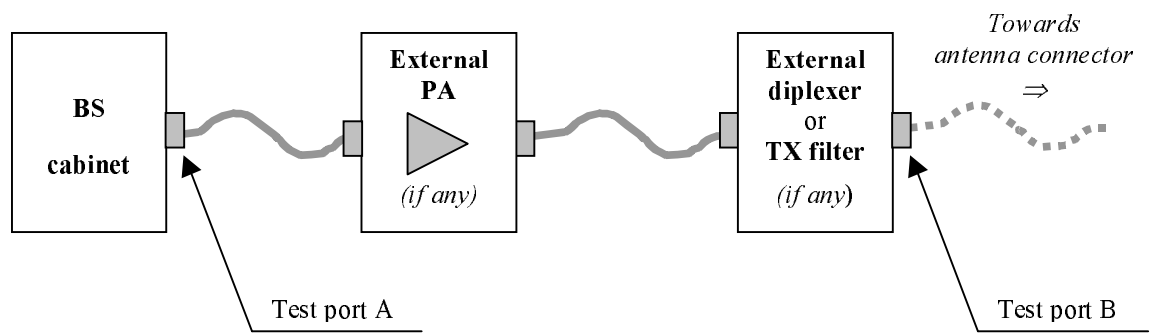 BS
cabinet
External
PA
(if any)
External
diplexer
or
TX filter
(if any)
Towards
antenna connector
⇒
Test port A
Test port B